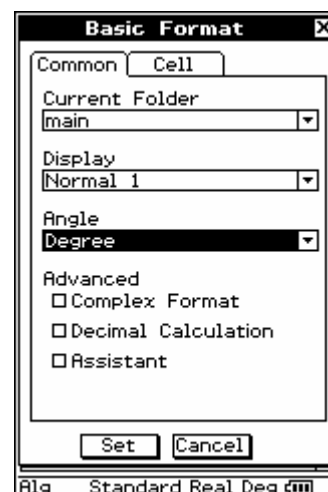 Basic Format X
Common Cell
Current Folder
main
Display
Normal 1
Angle
Degree
Advanced
Complex Format
Decimal Calculation
Assistant
Set Cancel
Alg Standard Real Deg